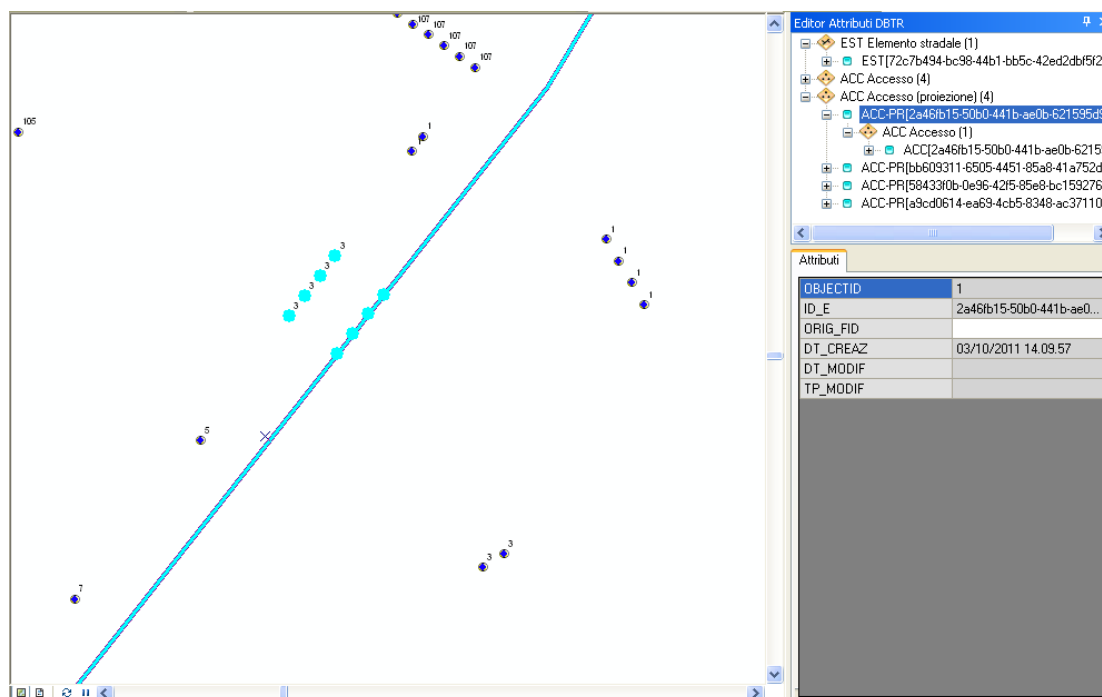 Editor Attributi DBTR
EST Elemento stradale (1)
EST[72c7b494-bc98-44b1-bb5c-42ed2dbf5f2
ACC Accesso (4)
ACC Accesso (proiezione) (4)
ACC-PR[2a46fb15-50b0-441b-ae0b-621595d9
ACC Accesso (1)
ACC[2a46fb15-50b0-441b-ae0b-6215
ACC-PR[bb609311-6505-4451-85a8-41a752d
ACC-PR[58433f0b-0e96-42f5-85e8-bc159276
ACC-PR[a9cd0614-ea69-4cb5-8348-ac37110
Attributi
OBJECTID 1
ID_E 2a46fb15-50b0-441b-ae0...
ORIG_FID
DT_CREAZ 03/10/2011 14.09.57
DT_MODIF
TP_MODIF
107
107
107
107
107
105
1
1
1
1
1
1
3
3
3
3
5
3
3
7